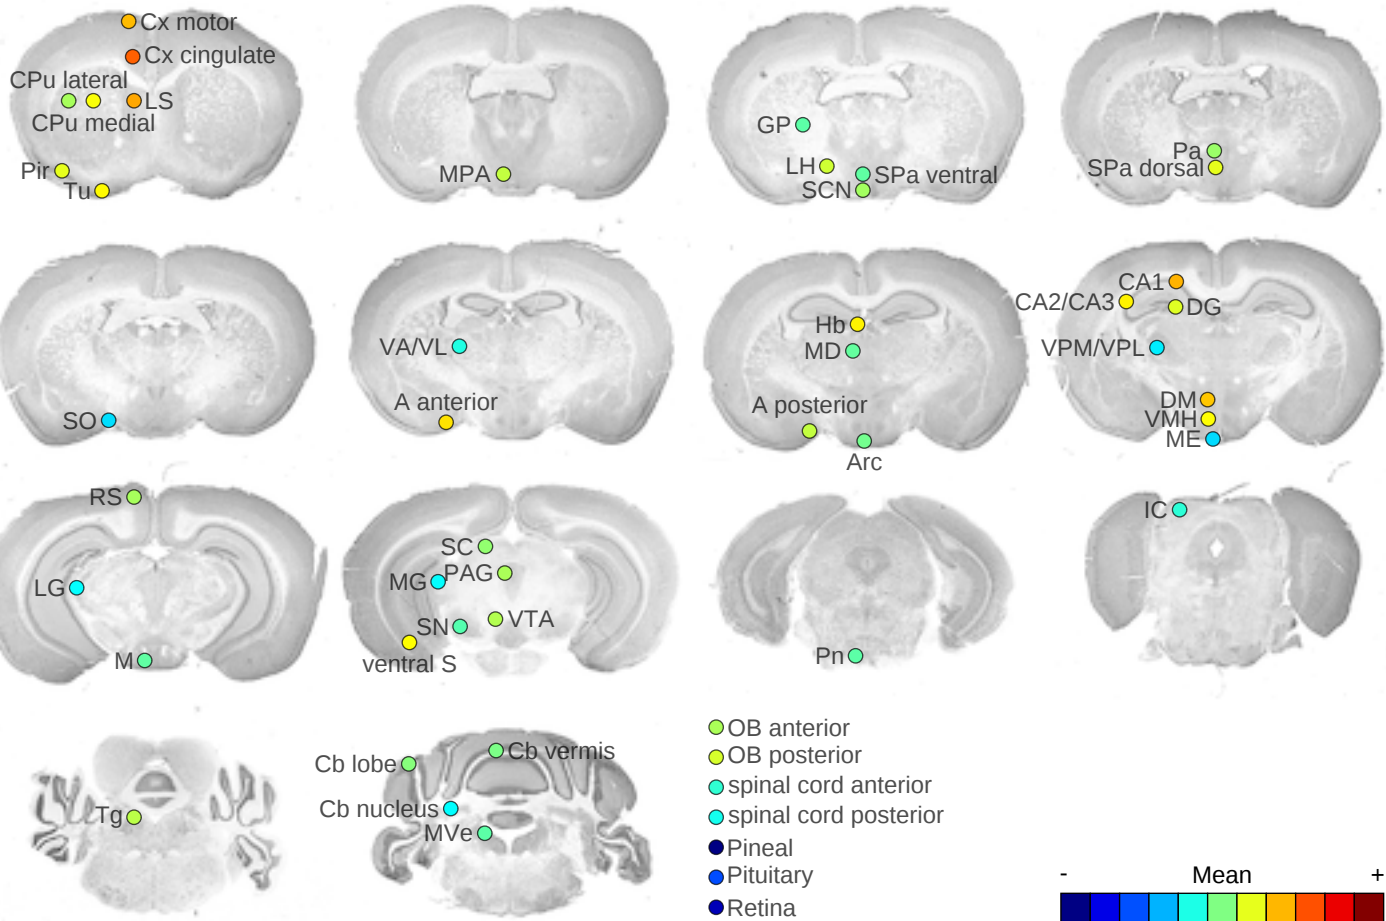 Cx motor
Cx cingulate
CPu lateral
LS
CPu medial
Pir
Tu
MPA
GP
LH
SPa ventral
SCN
Pa
SPa dorsal
SO
VA/VL
A anterior
Hb
MD
A posterior
Arc
CA1
CA2/CA3
DG
VPM/VPL
DM
VMH
ME
RS
LG
M
SC
MG
PAG
SN
VTA
ventral S
Pn
IC
Tg
Cb lobe
Cb vermis
Cb nucleus
MVe
OB anterior
OB posterior
spinal cord anterior
spinal cord posterior
Pineal
Pituitary
Retina
- Mean +